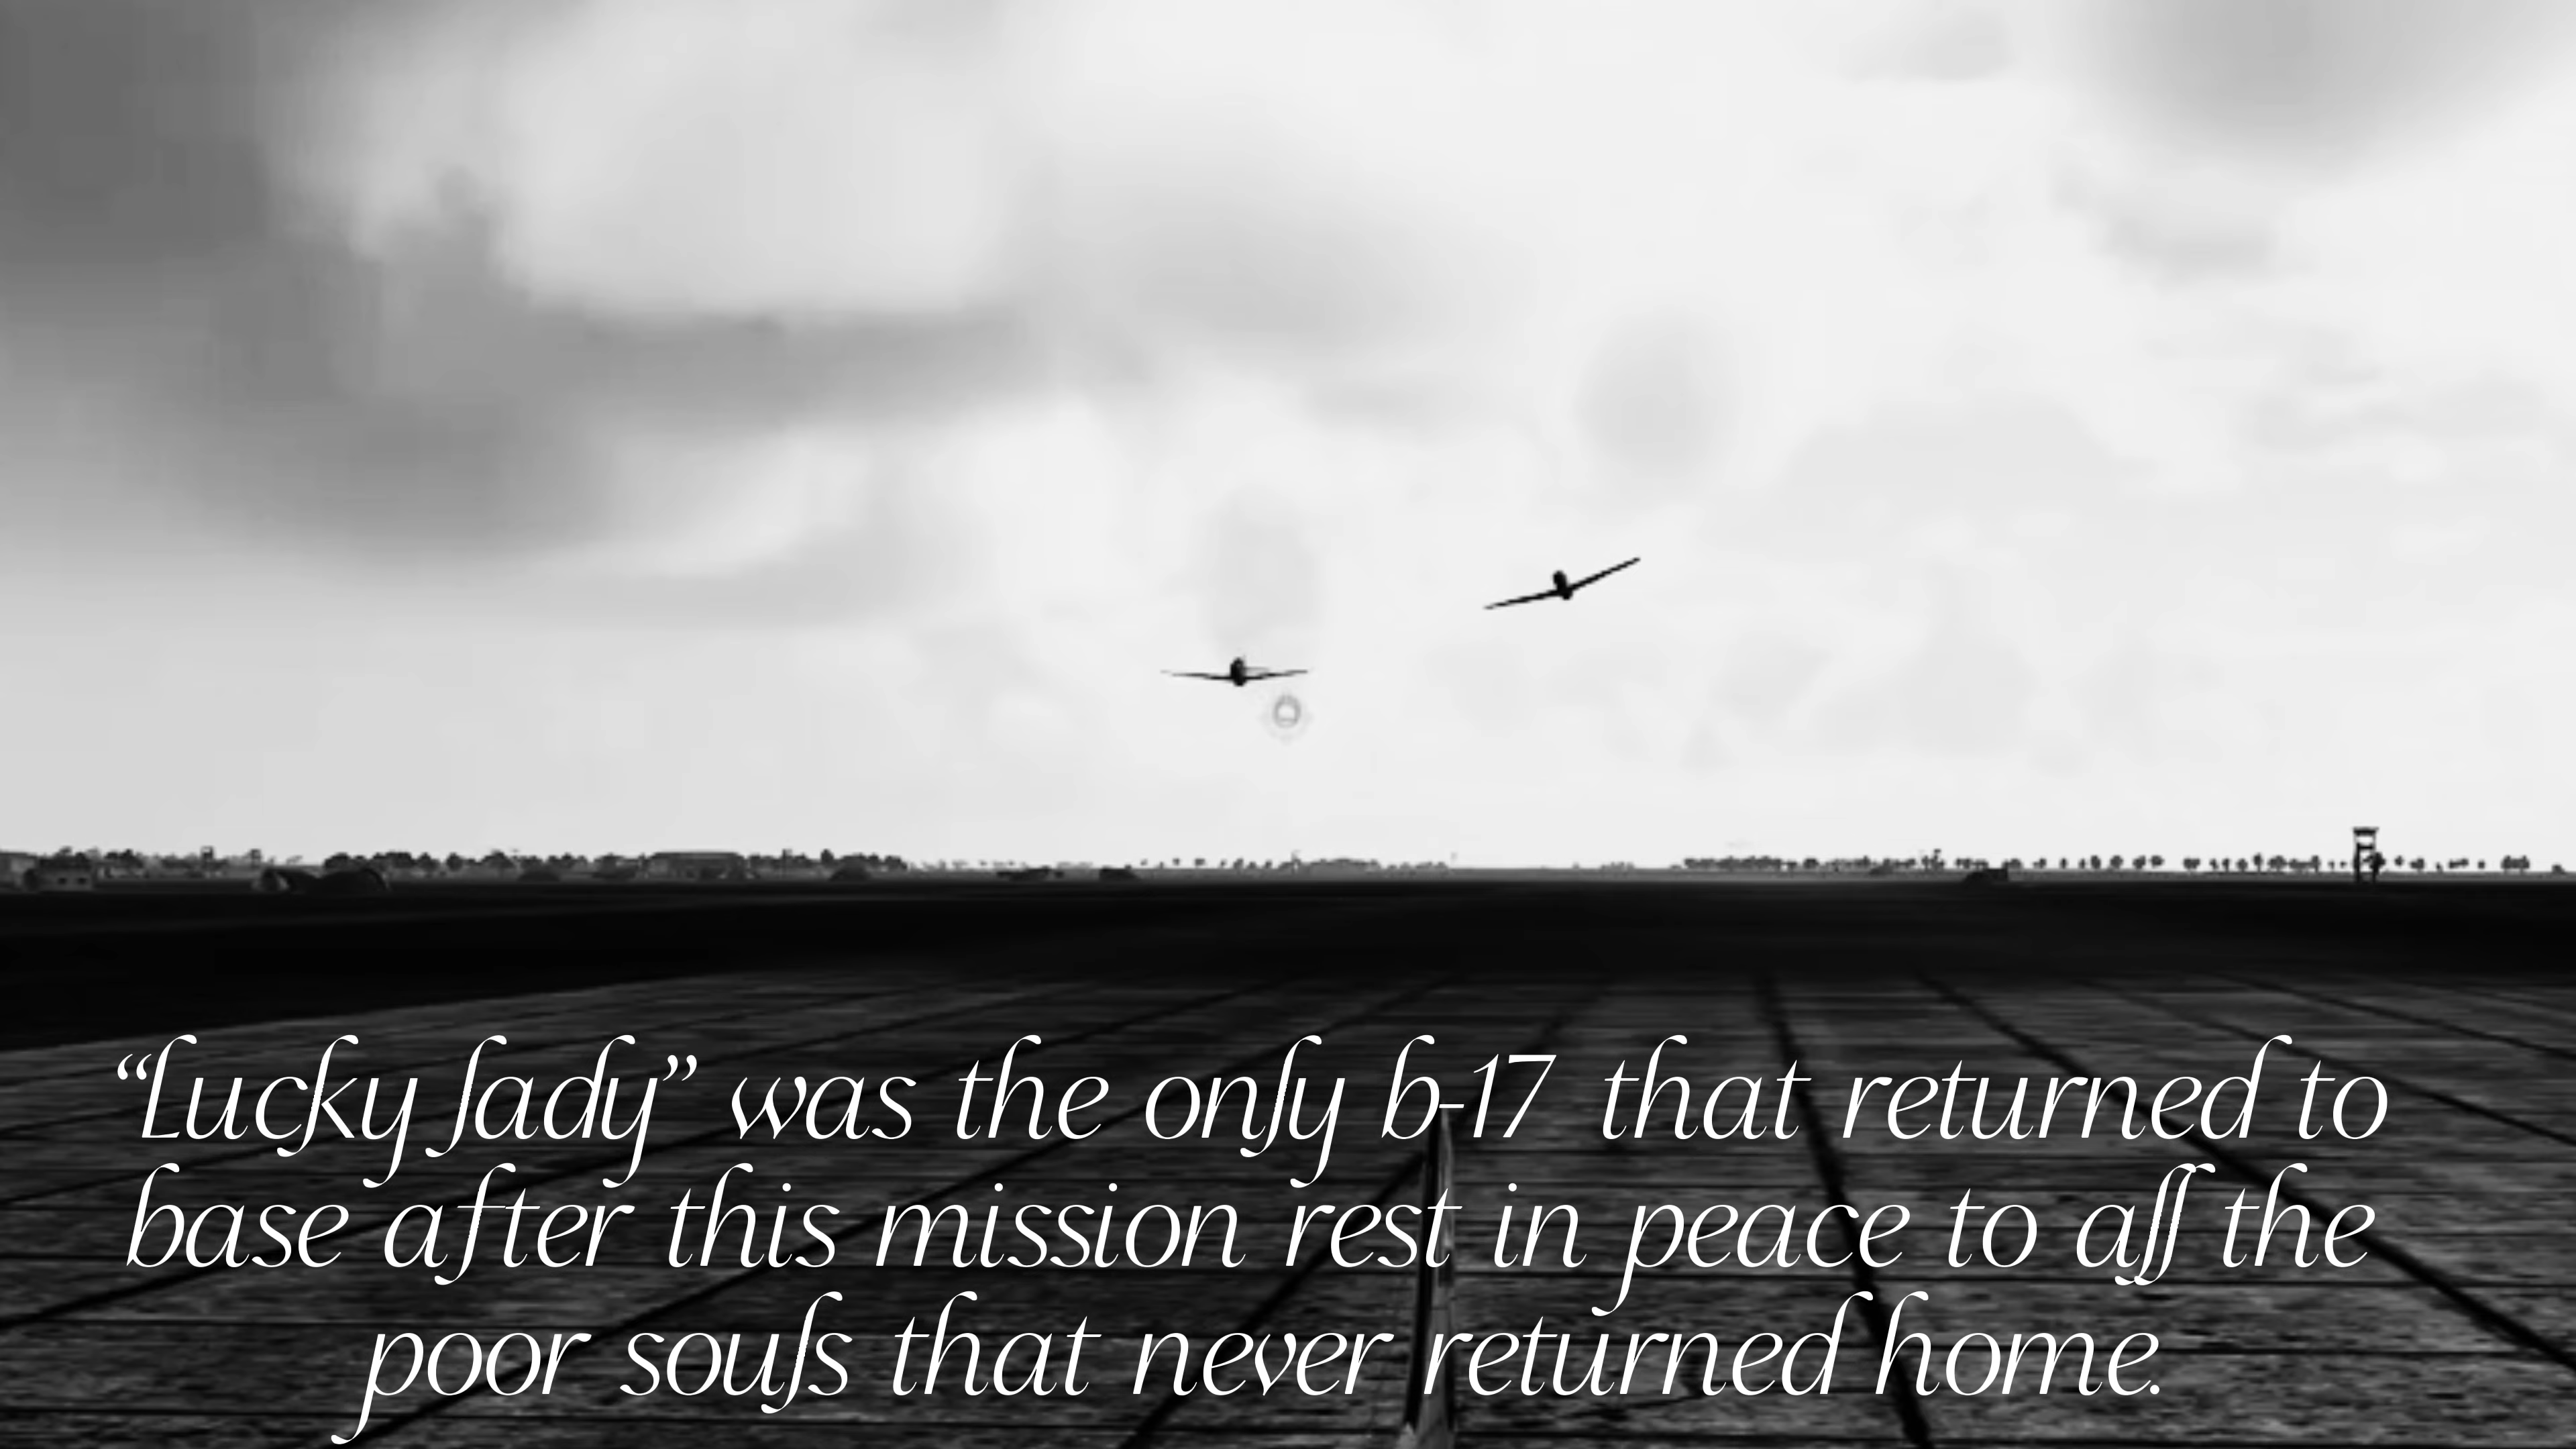 “Lucky lady” was the only b-17 that returned to
base after this mission rest in peace to all the
poor souls that never returned home.